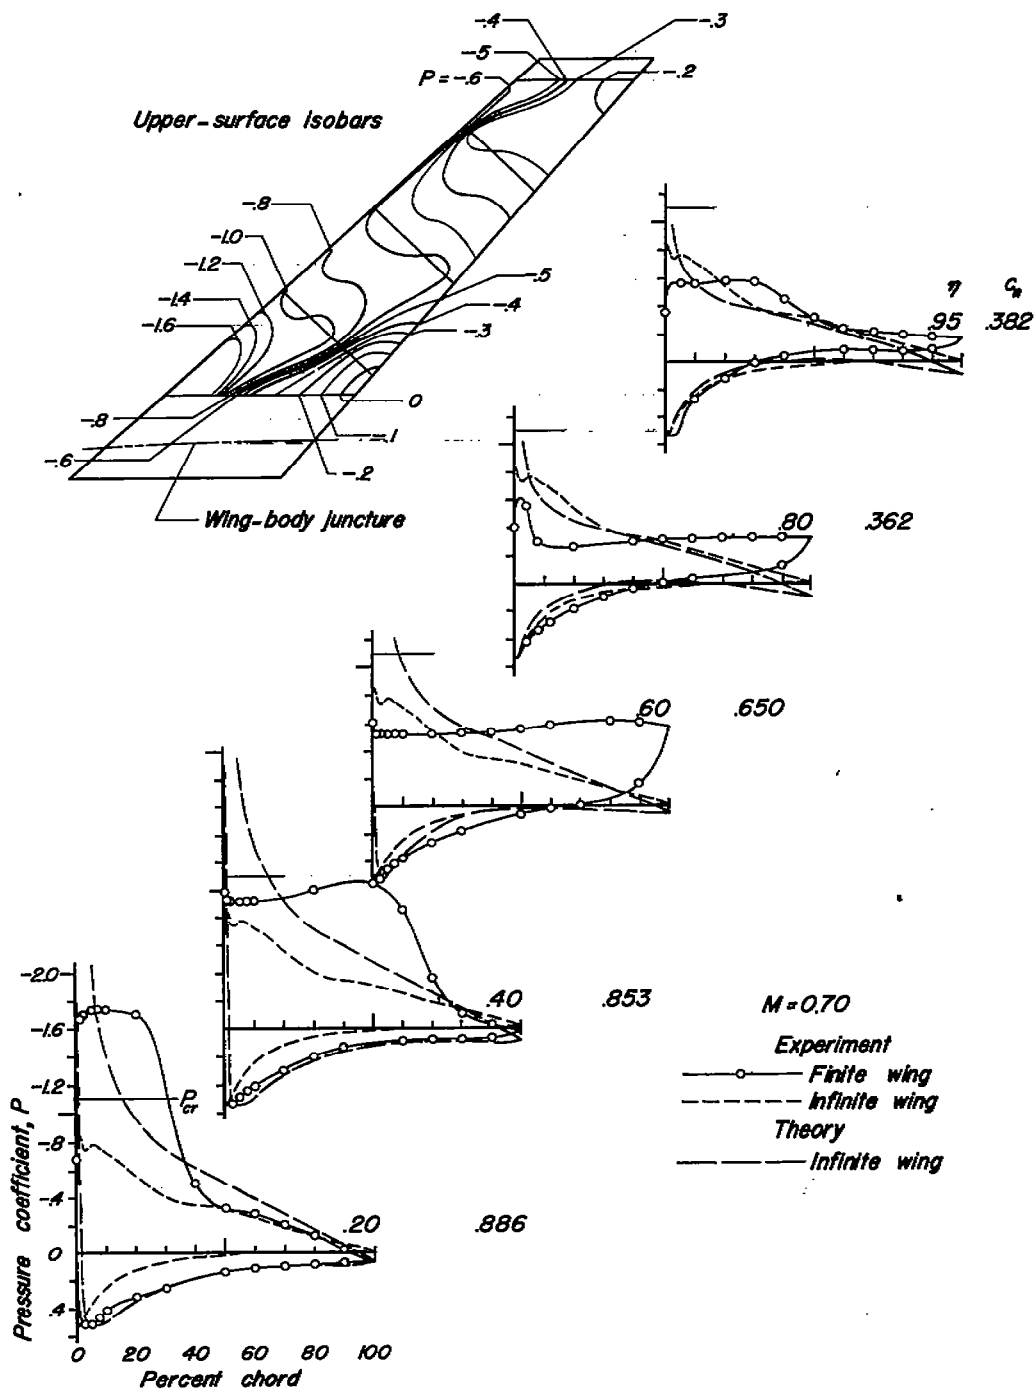 -.4
-.3
-.5
P = -.6
-.2
Upper-surface Isobars
-.8
-1.0
-1.2
-1.4
-1.6
-.5
-.4
-.3
0
-.8
-.1
-.6
-.2
Wing-body juncture
η cn
.95 .382
.80 .362
.60 .650
.40 .853
.20 .886
M = 0.70
Experiment
Finite wing
Infinite wing
Theory
Infinite wing
Pcr
Pressure coefficient, P
-2.0
-1.6
-1.2
-.8
-.4
0
.4
0 20 40 60 80 100
Percent chord